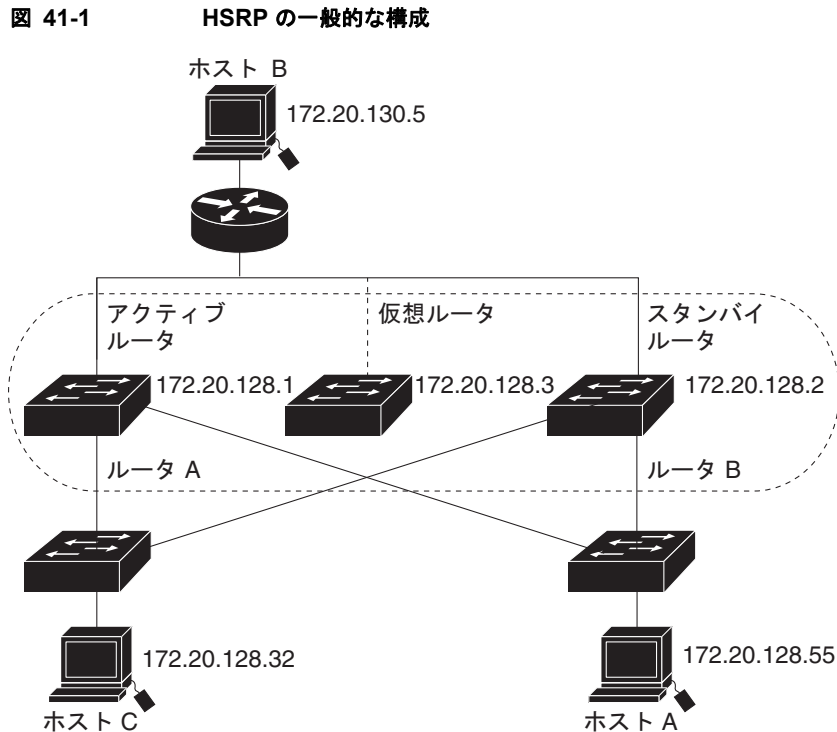 図 41-1 HSRP の一般的な構成
ホスト B
172.20.130.5
アクティブ
ルータ
仮想ルータ
スタンバイ
ルータ
172.20.128.1
172.20.128.3
172.20.128.2
ルータ A
ルータ B
172.20.128.32
172.20.128.55
ホスト C
ホスト A